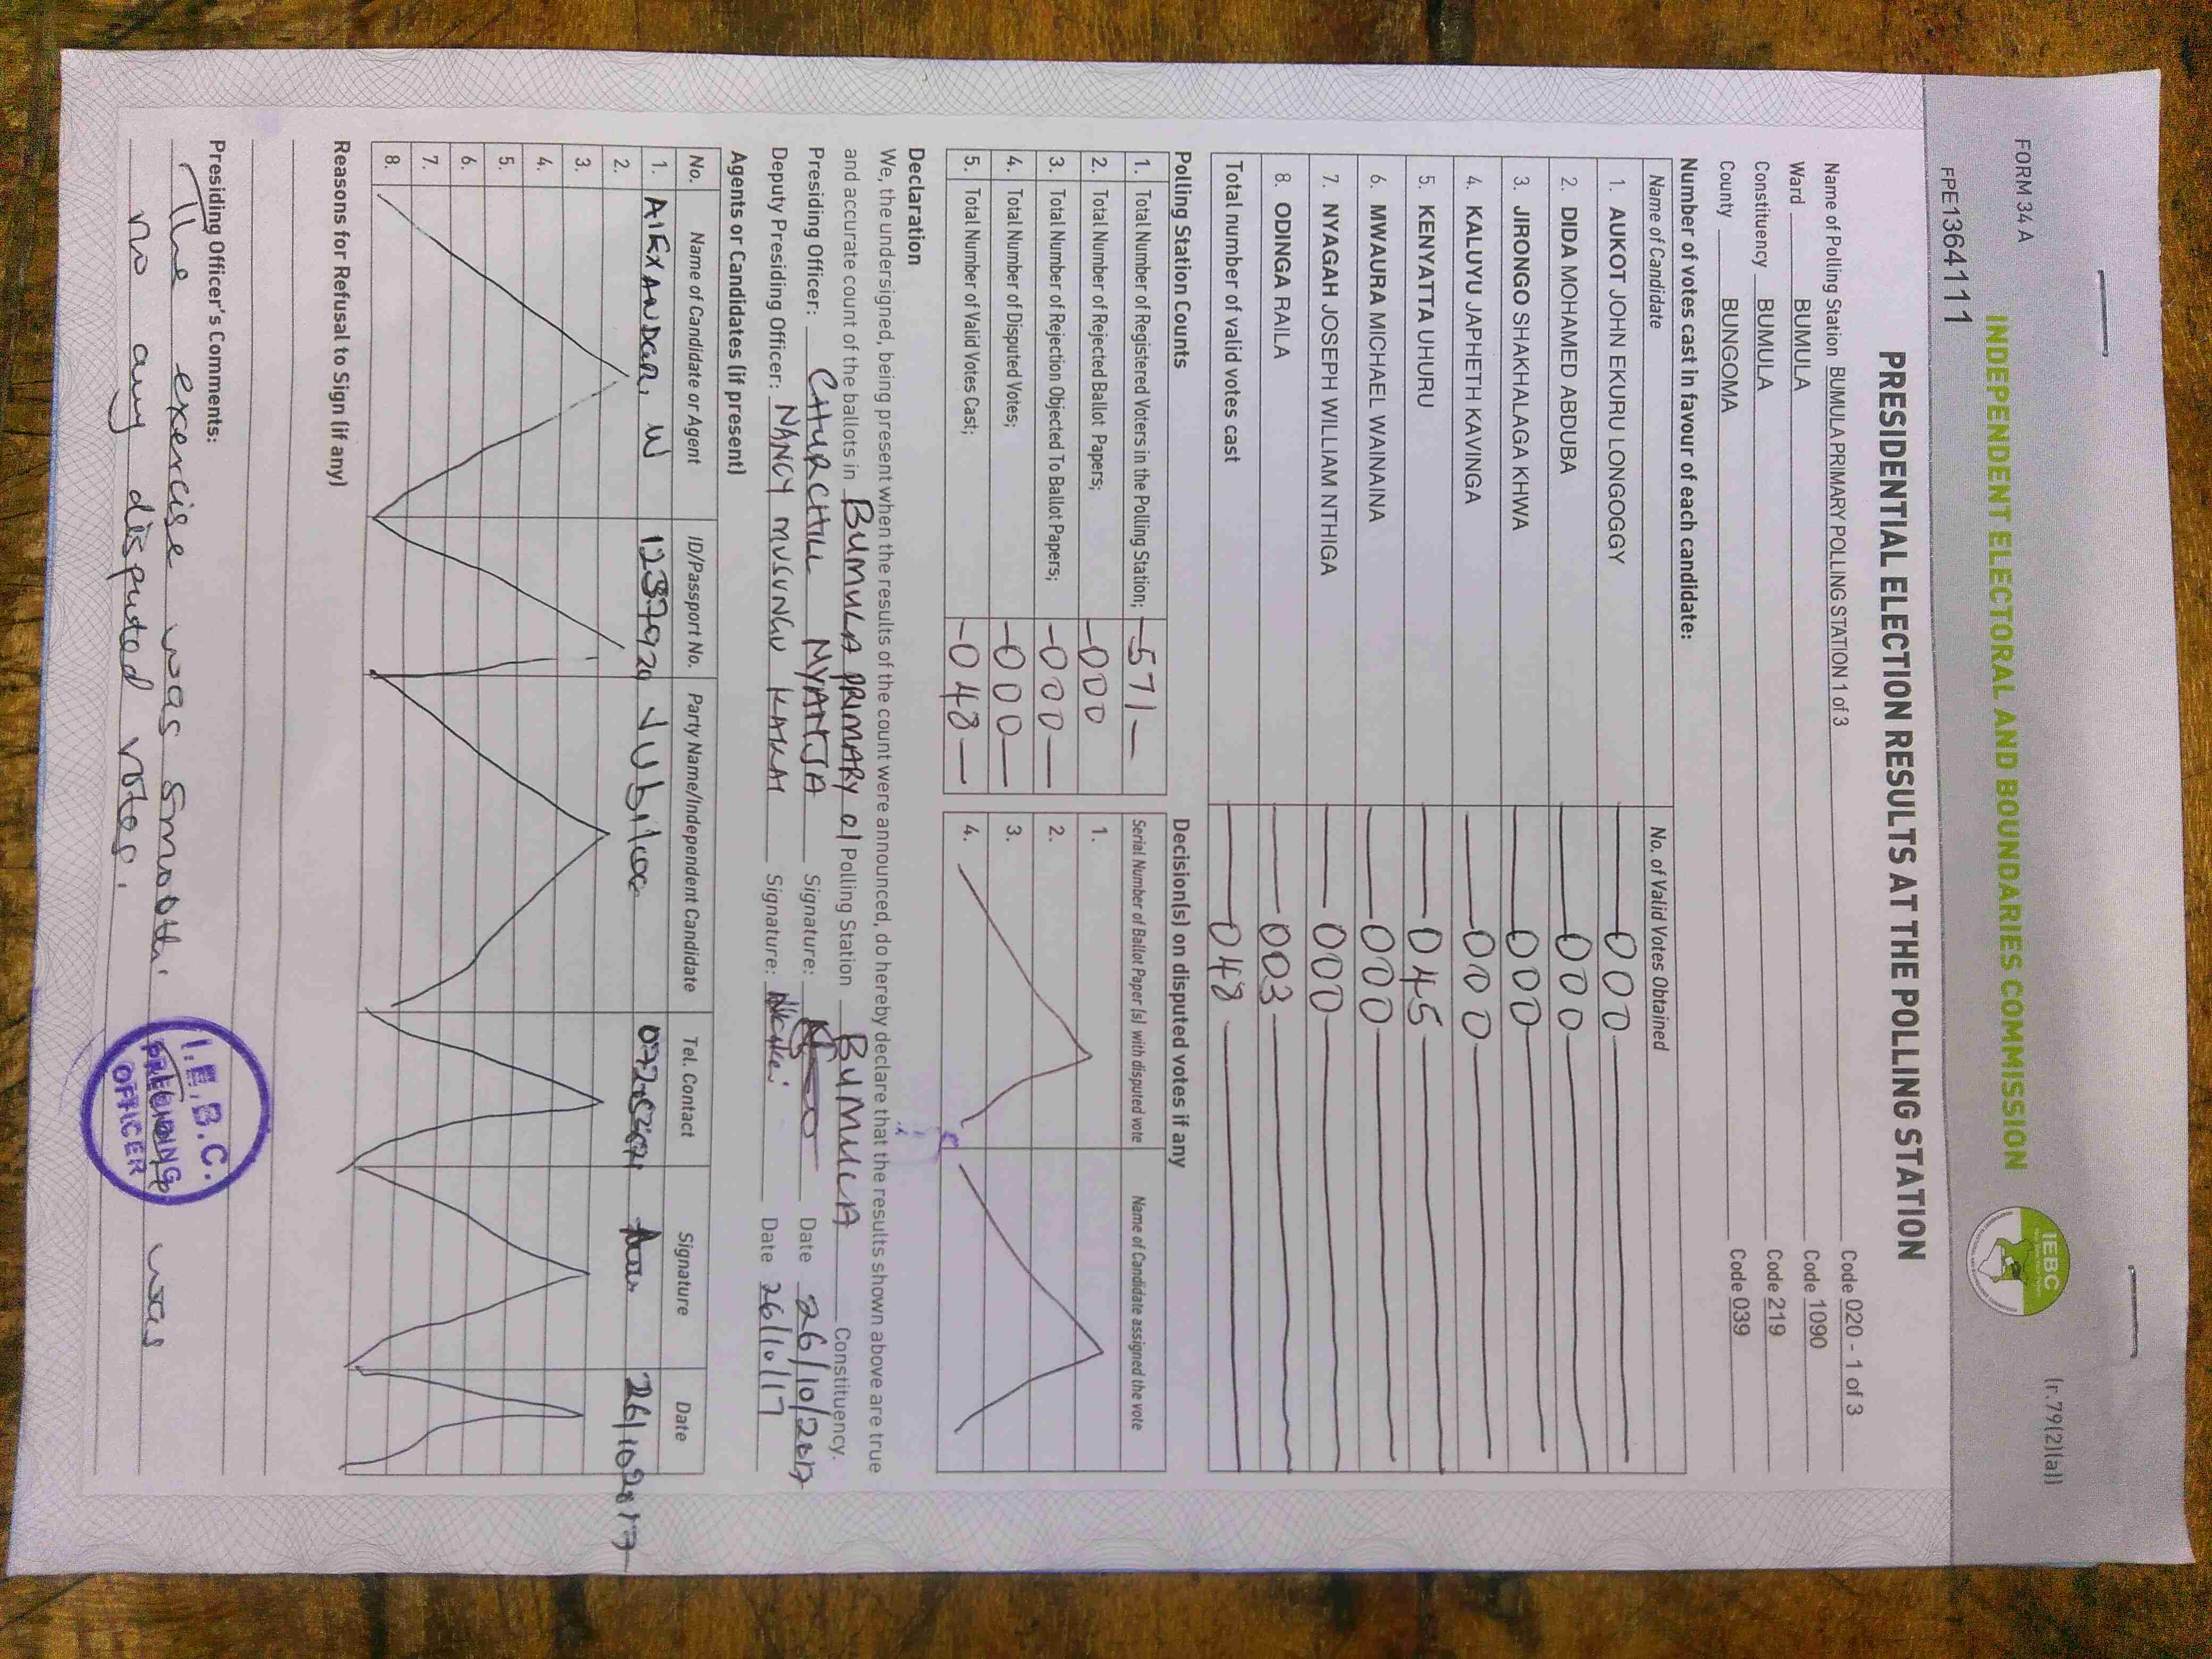 FORM 34 A
(r.79(2)(a))
INDEPENDENT ELECTORAL AND BOUNDARIES COMMISSION
IEBC
FPE1364111
PRESIDENTIAL ELECTION RESULTS AT THE POLLING STATION
Name of Polling Station BUMULA PRIMARY POLLING STATION 1 of 3 Code 020 - 1 of 3
Ward BUMULA Code 1090
Constituency BUMULA Code 219
County BUNGOMA Code 039
Number of votes cast in favour of each candidate:
Name of Candidate No. of Valid Votes Obtained
1. AUKOT JOHN EKURU LONGOGGY 000
2. DIDA MOHAMED ABDUBA 000
3. JIRONGO SHAKHALAGA KHWA 000
4. KALUYU JAPHETH KAVINGA 000
5. KENYATTA UHURU 045
6. MWAURA MICHAEL WAINAINA 000
7. NYAGAH JOSEPH WILLIAM NTHIGA 000
8. ODINGA RAILA 003
Total number of valid votes cast 048
Polling Station Counts
1. Total Number of Registered Voters in the Polling Station; 571
2. Total Number of Rejected Ballot Papers; 000
3. Total Number of Rejection Objected To Ballot Papers; 000
4. Total Number of Disputed Votes; 000
5. Total Number of Valid Votes Cast; 048
Decision(s) on disputed votes if any
Serial Number of Ballot Paper (s) with disputed vote Name of Candidate assigned the vote
1.
2.
3.
4.
Declaration
We, the undersigned, being present when the results of the count were announced, do hereby declare that the results shown above are true
and accurate count of the ballots in BUMULA PRIMARY 01 Polling Station BUMULA Constituency.
Presiding Officer: CHURCHILL NYANJA Signature: Date 26/10/2017
Deputy Presiding Officer: NANCY MUSUNGU KAKAI Signature: Date 26/10/17
Agents or Candidates (if present)
No. Name of Candidate or Agent ID/Passport No. Party Name/Independent Candidate Tel. Contact Signature Date
1. AlEXANDAR, W Jubilee 26/10/2017
2.
3.
4.
5.
6.
7.
8.
Reasons for Refusal to Sign (if any)
Presiding Officer's Comments:
The exercise was smooth. There was
no any disputed votes.
I.E.B.C.
PRESIDING
OFFICER